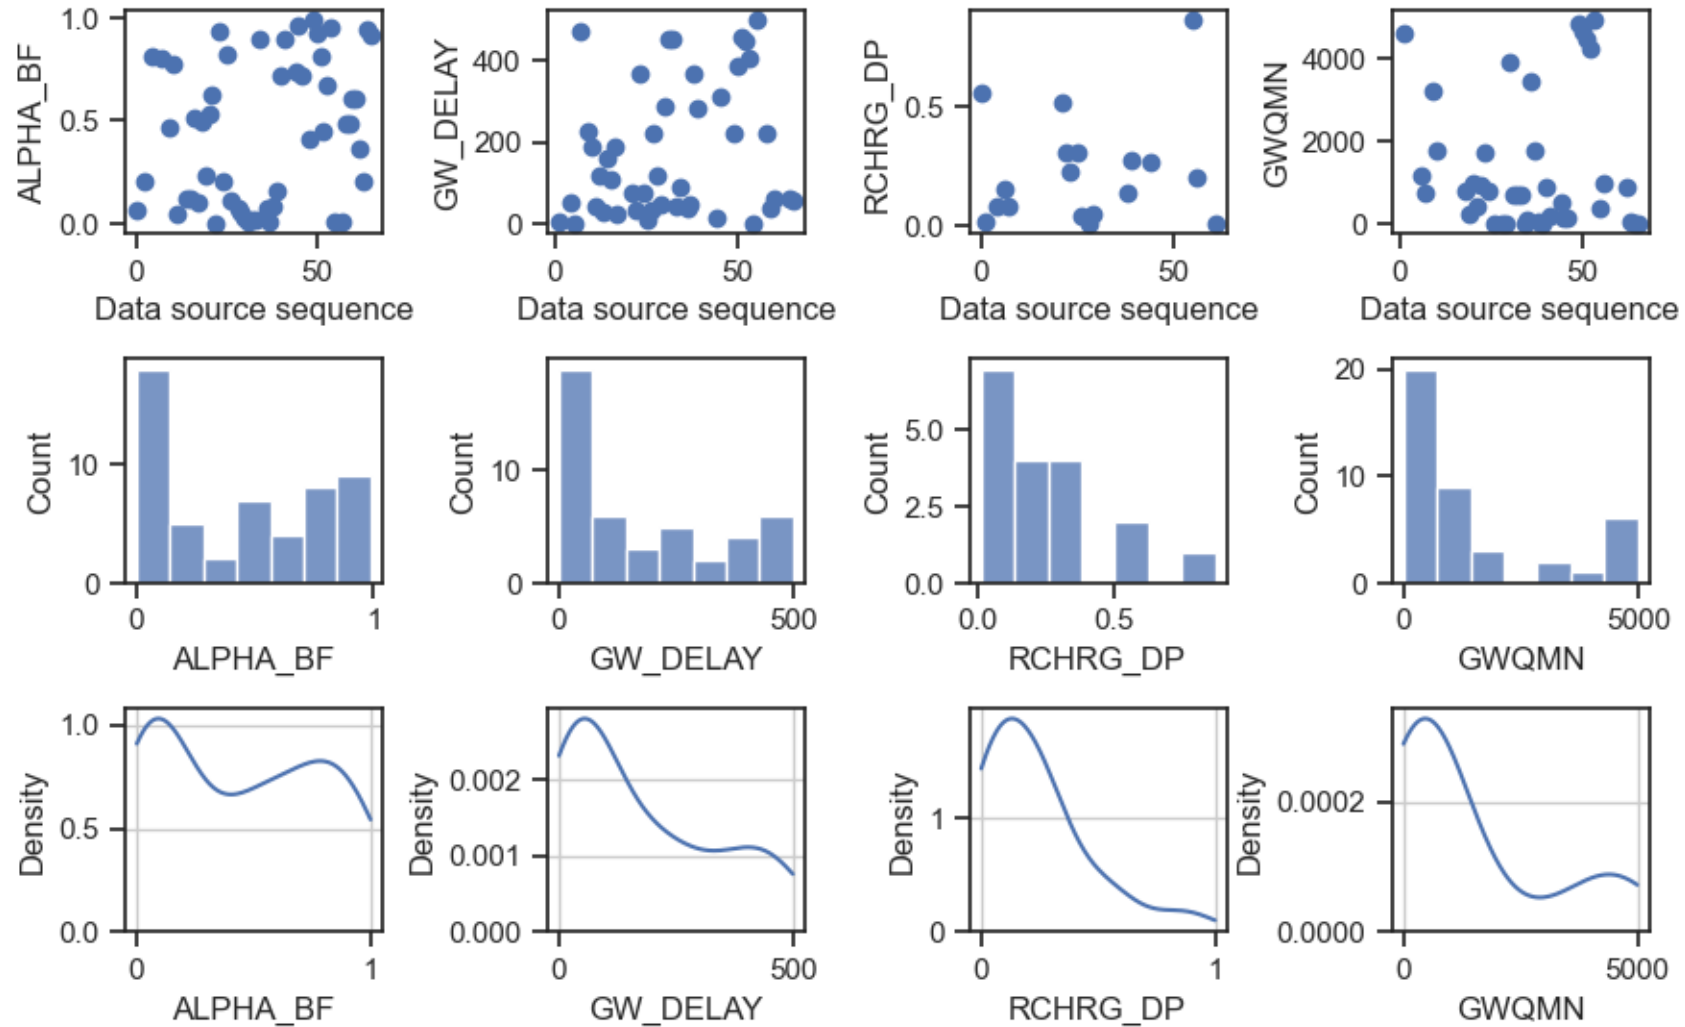 ALPHA_BF
1.0
0.5
0.0
0
50
Data source sequence
GW_DELAY
400
200
0
0
50
Data source sequence
RCHRG_DP
0.5
0.0
0
50
Data source sequence
GWQMN
4000
2000
0
0
50
Data source sequence
Count
10
0
0
1
ALPHA_BF
Count
10
0
0
500
GW_DELAY
Count
5.0
2.5
0.0
0.0
0.5
RCHRG_DP
Count
20
10
0
0
5000
GWQMN
Density
1.0
0.5
0.0
0
1
ALPHA_BF
Density
0.002
0.001
0.000
0
500
GW_DELAY
Density
1
0
0
1
RCHRG_DP
Density
0.0002
0.0000
0
5000
GWQMN